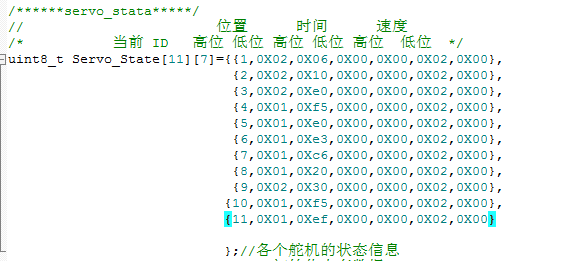 /******servo_stata*****/
// 位置 时间 速度
/* 当前 ID 高位 低位 高位 低位 高位 低位 */
uint8_t Servo_State[11][7]={{1,0X02,0X06,0X00,0X00,0X02,0X00},
{2,0X02,0X10,0X00,0X00,0X02,0X00},
{3,0X02,0Xe0,0X00,0X00,0X02,0X00},
{4,0X01,0Xf5,0X00,0X00,0X02,0X00},
{5,0X01,0Xe0,0X00,0X00,0X02,0X00},
{6,0X01,0Xe3,0X00,0X00,0X02,0X00},
{7,0X01,0Xc6,0X00,0X00,0X02,0X00},
{8,0X01,0X20,0X00,0X00,0X02,0X00},
{9,0X02,0X30,0X00,0X00,0X02,0X00},
{10,0X01,0Xf5,0X00,0X00,0X02,0X00},
{11,0X01,0Xef,0X00,0X00,0X02,0X00}
};//各个舵机的状态信息